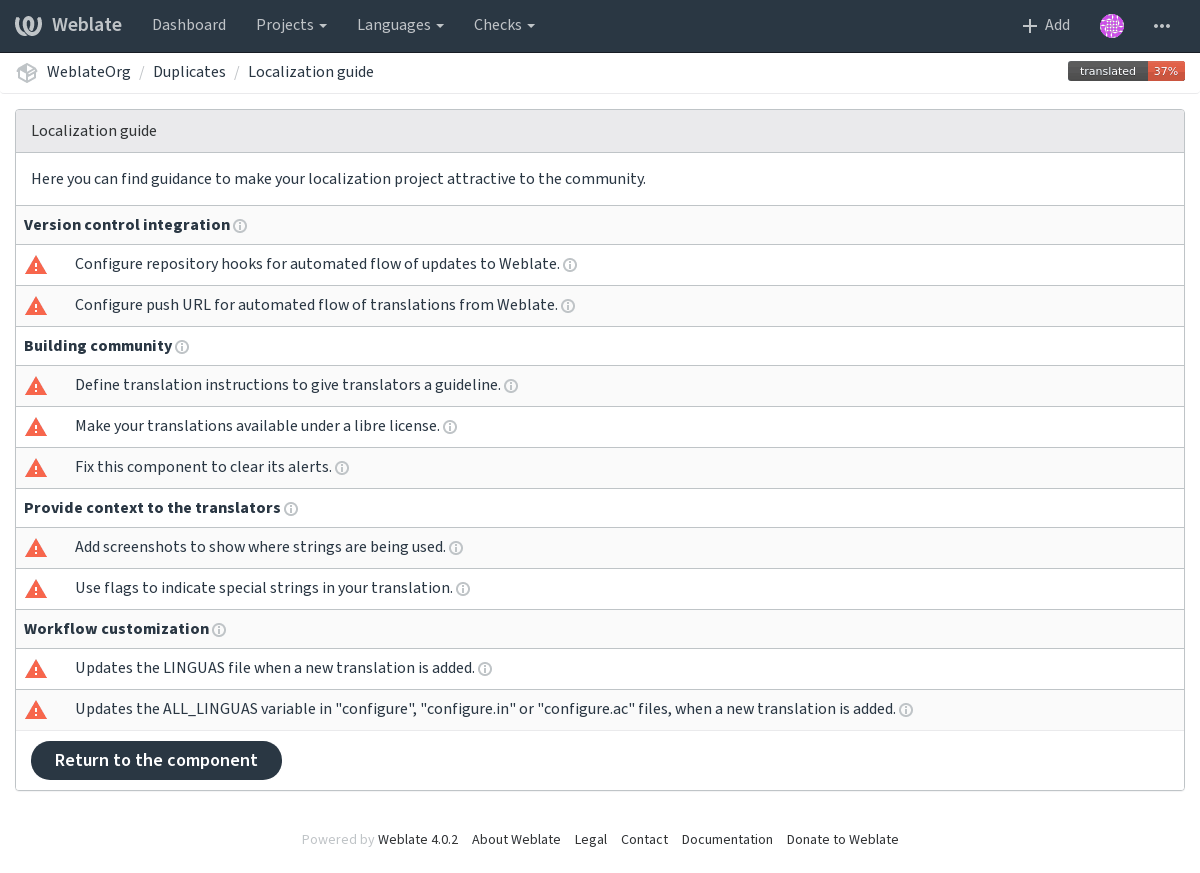 Weblate Dashboard Projects Languages Checks Add
WeblateOrg / Duplicates / Localization guide translated 37%
Localization guide
Here you can find guidance to make your localization project attractive to the community.
Version control integration
Configure repository hooks for automated flow of updates to Weblate.
Configure push URL for automated flow of translations from Weblate.
Building community
Define translation instructions to give translators a guideline.
Make your translations available under a libre license.
Fix this component to clear its alerts.
Provide context to the translators
Add screenshots to show where strings are being used.
Use flags to indicate special strings in your translation.
Workflow customization
Updates the LINGUAS file when a new translation is added.
Updates the ALL_LINGUAS variable in "configure", "configure.in" or "configure.ac" files, when a new translation is added.
Return to the component
Powered by Weblate 4.0.2 About Weblate Legal Contact Documentation Donate to Weblate